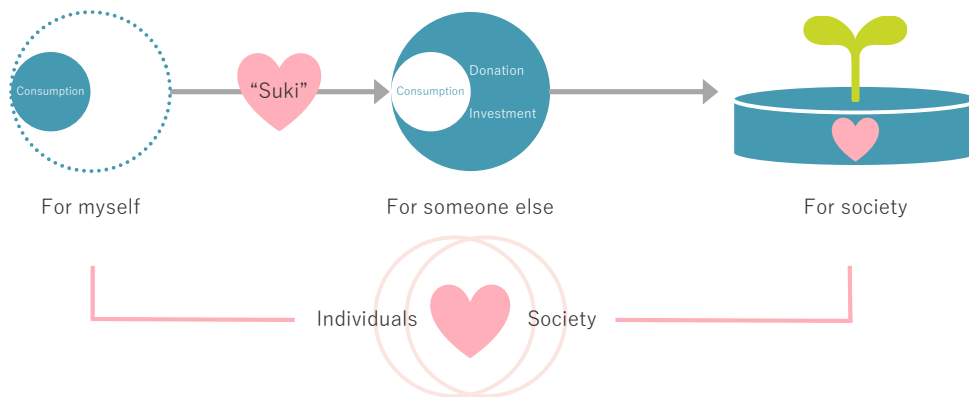 Consumption
“Suki”
Consumption
Donation
Investment
For myself
For someone else
For society
Individuals
Society